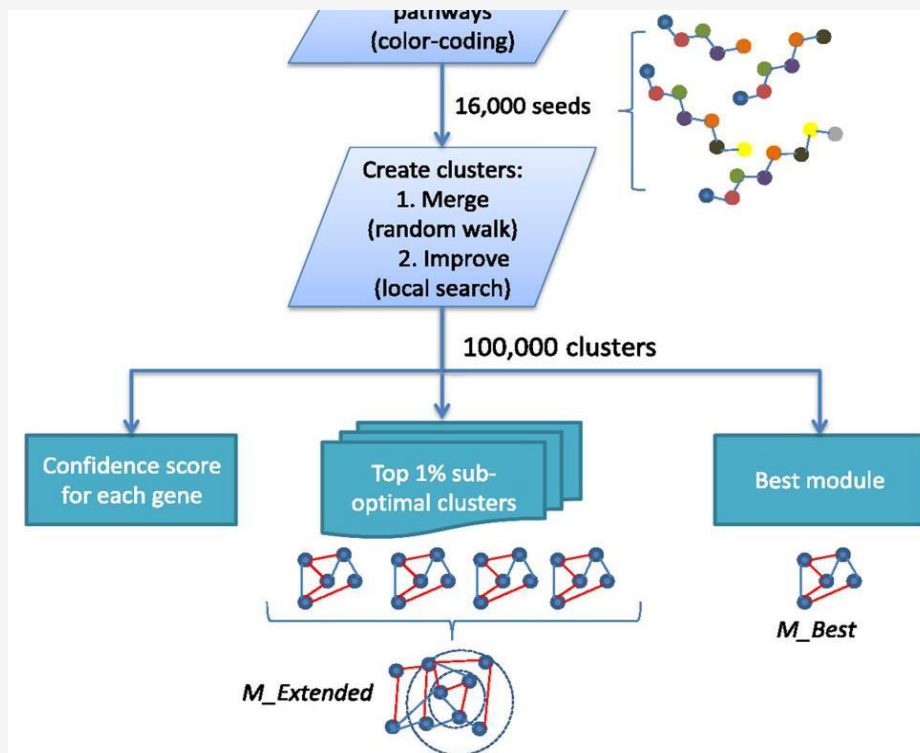 pathways
(color-coding)
16,000 seeds
Create clusters:
1. Merge
(random walk)
2. Improve
(local search)
100,000 clusters
Confidence score
for each gene
Top 1% sub-
optimal clusters
Best module
M_Best
M_Extended